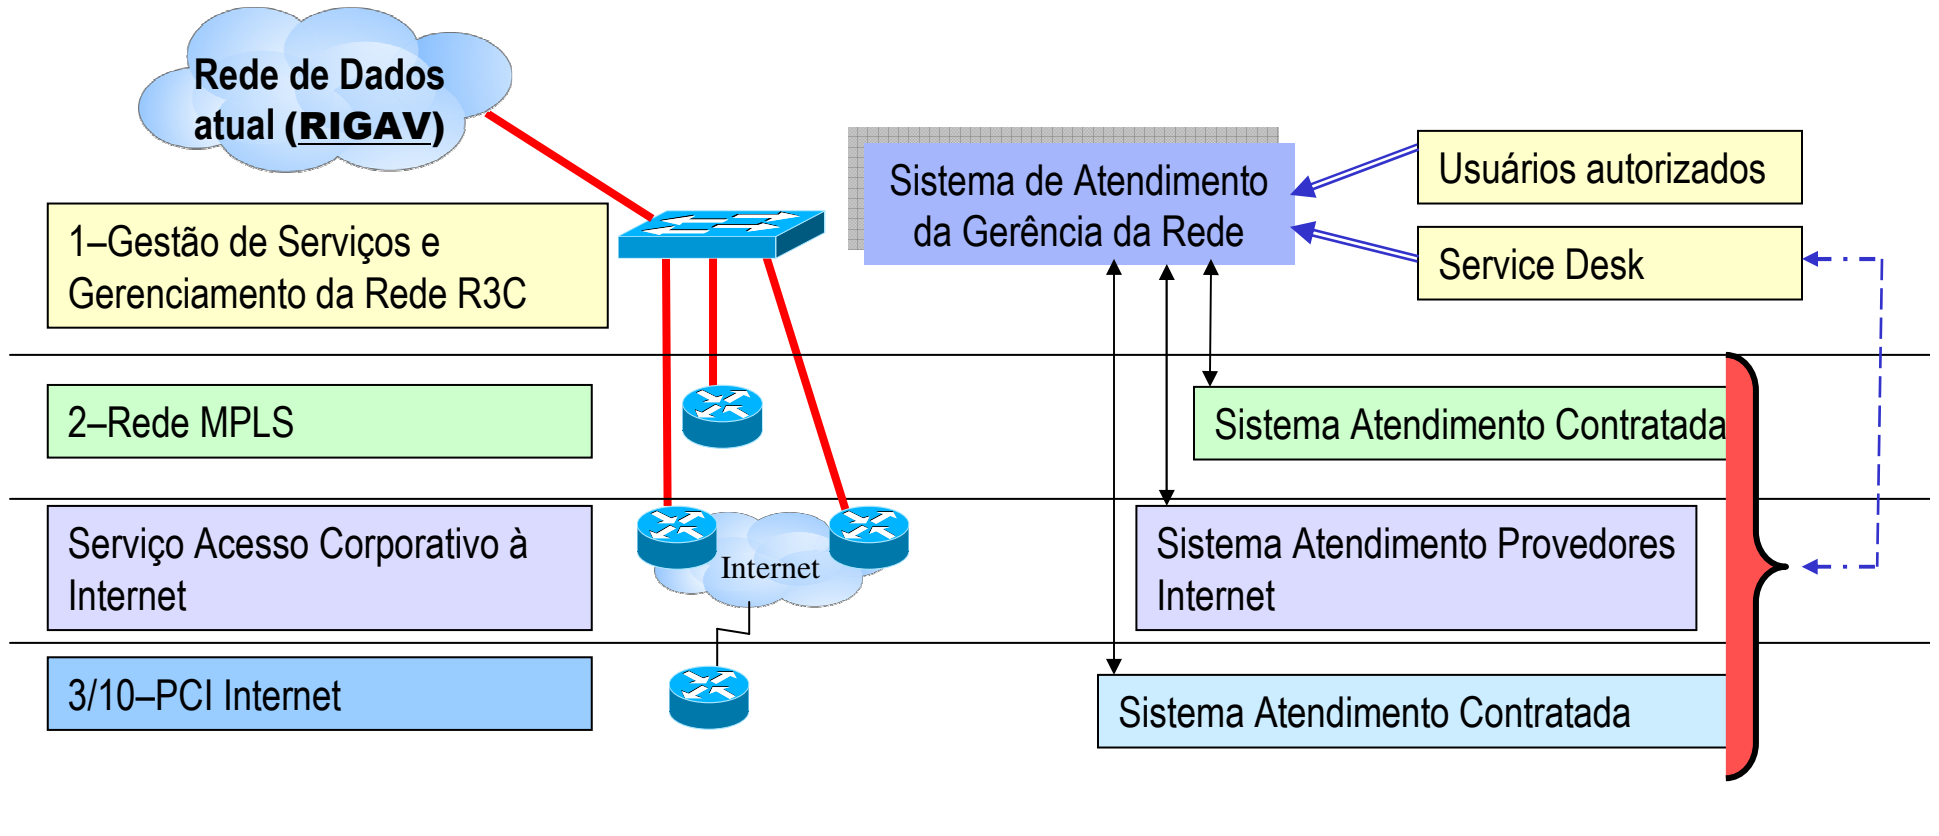 Rede de Dados
atual (RIGAV)
Sistema de Atendimento
da Gerência da Rede
Usuários autorizados
Service Desk
1–Gestão de Serviços e
Gerenciamento da Rede R3C
2–Rede MPLS
Sistema Atendimento Contratada
Serviço Acesso Corporativo à
Internet
Internet
Sistema Atendimento Provedores
Internet
3/10–PCI Internet
Sistema Atendimento Contratada